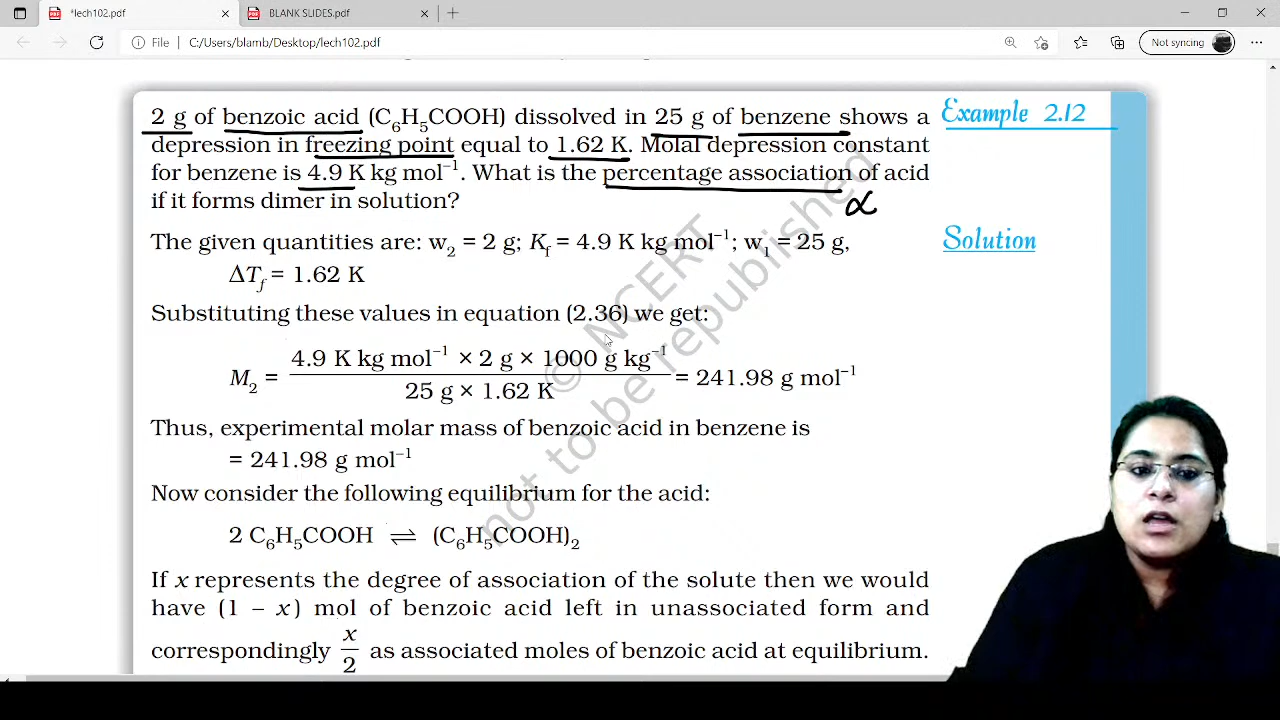 *lech102.pdf
BLANK SLIDES.pdf
File C:/Users/blamb/Desktop/lech102.pdf Not syncing
2 g of benzoic acid (C₆H₅COOH) dissolved in 25 g of benzene shows a
depression in freezing point equal to 1.62 K. Molal depression constant
for benzene is 4.9 K kg mol⁻¹. What is the percentage association of acid
if it forms dimer in solution?
Example 2.12
α
The given quantities are: w₂ = 2 g; K_f = 4.9 K kg mol⁻¹; w₁ = 25 g,
ΔT_f = 1.62 K
Solution
Substituting these values in equation (2.36) we get:
M₂ = (4.9 K kg mol⁻¹ × 2 g × 1000 g kg⁻¹) / (25 g × 1.62 K) = 241.98 g mol⁻¹
Thus, experimental molar mass of benzoic acid in benzene is
= 241.98 g mol⁻¹
Now consider the following equilibrium for the acid:
2 C₆H₅COOH ⇌ (C₆H₅COOH)₂
If x represents the degree of association of the solute then we would
have (1 – x) mol of benzoic acid left in unassociated form and
correspondingly x/2 as associated moles of benzoic acid at equilibrium.
© NCERT
not to be republished